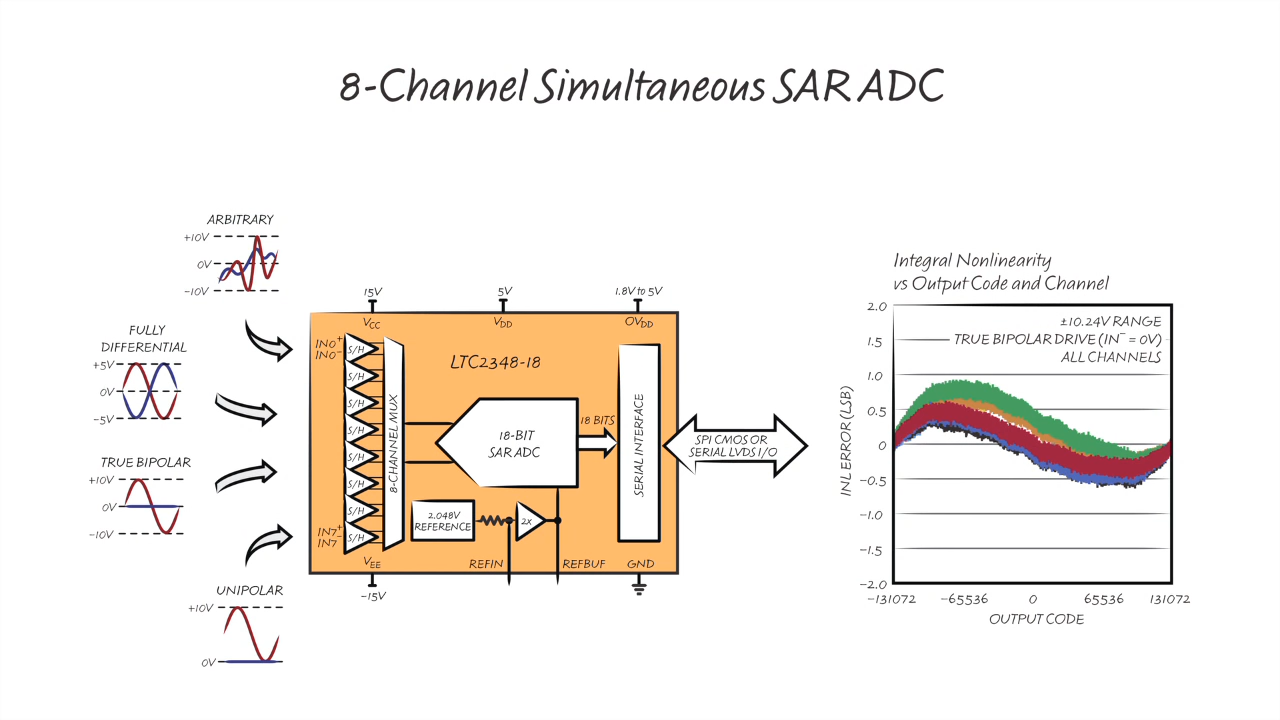 8-Channel Simultaneous SAR ADC
ARBITRARY
+10V
0V
−10V
FULLY
DIFFERENTIAL
+5V
0V
−5V
TRUE BIPOLAR
+10V
0V
−10V
UNIPOLAR
+10V
0V
15V
5V
1.8V to 5V
VCC
VDD
OVDD
IN0+
IN0−
S/H
S/H
S/H
S/H
S/H
S/H
S/H
S/H
IN7+
IN7−
8-CHANNEL MUX
LTC2348-18
18-BIT
SAR ADC
18 BITS
SERIAL INTERFACE
2.048V
REFERENCE
2X
VEE
REFIN
REFBUF
GND
−15V
SPI CMOS OR
SERIAL LVDS I/O
Integral Nonlinearity
vs Output Code and Channel
±10.24V RANGE
TRUE BIPOLAR DRIVE (IN− = 0V)
ALL CHANNELS
INL ERROR (LSB)
2.0
1.5
1.0
0.5
0
−0.5
−1.0
−1.5
−2.0
−131072
−65536
0
65536
131072
OUTPUT CODE